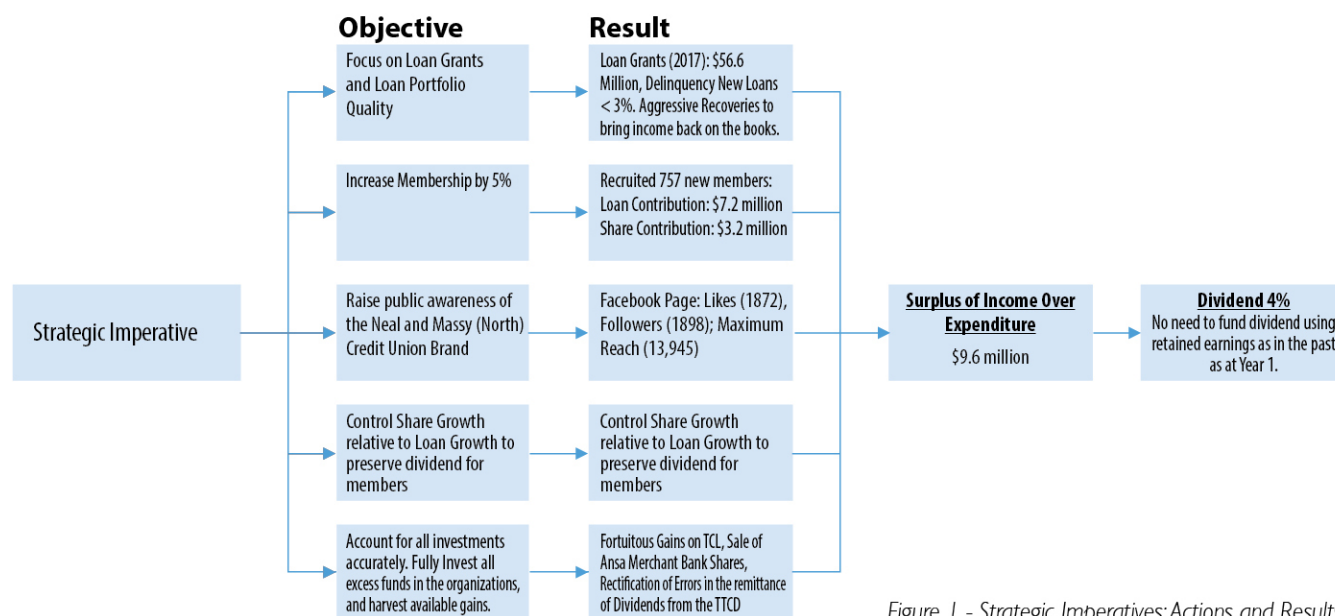 Objective
Result
Focus on Loan Grants
and Loan Portfolio
Quality
Loan Grants (2017): $56.6
Million, Delinquency New Loans
< 3%. Aggressive Recoveries to
bring income back on the books.
Increase Membership by 5%
Recruited 757 new members:
Loan Contribution: $7.2 million
Share Contribution: $3.2 million
Strategic Imperative
Raise public awareness of
the Neal and Massy (North)
Credit Union Brand
Facebook Page: Likes (1872),
Followers (1898); Maximum
Reach (13,945)
Surplus of Income Over
Expenditure
$9.6 million
Dividend 4%
No need to fund dividend using
retained earnings as in the past
as at Year 1.
Control Share Growth
relative to Loan Growth to
preserve dividend for
members
Control Share Growth
relative to Loan Growth to
preserve dividend for
members
Account for all investments
accurately. Fully Invest all
excess funds in the organizations,
and harvest available gains.
Fortuitous Gains on TCL, Sale of
Ansa Merchant Bank Shares,
Rectification of Errors in the remittance
of Dividends from the TTCD
Figure 1 - Strategic Imperatives: Actions and Result